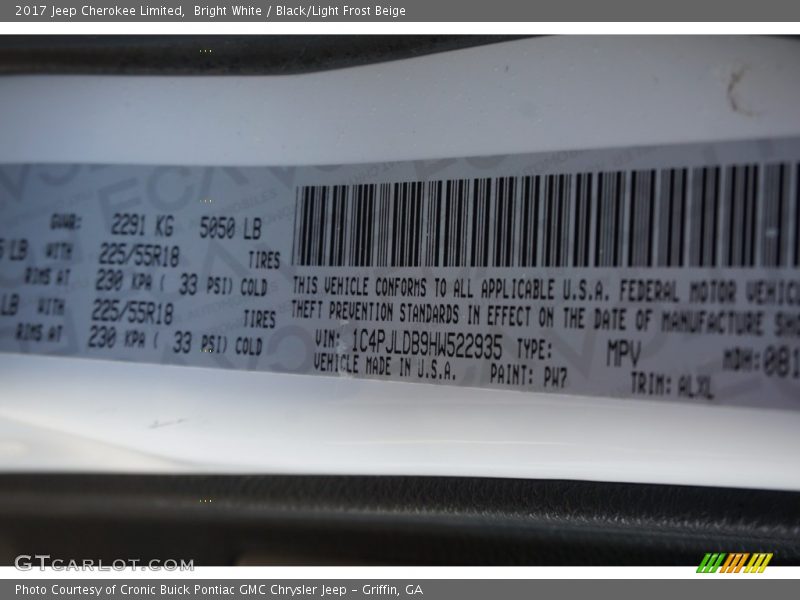 2017 Jeep Cherokee Limited, Bright White / Black/Light Frost Beige
GVWR: 2291 KG 5050 LB
LB WITH 225/55R18 TIRES
RIMS AT 230 KPA ( 33 PSI) COLD
LB WITH 225/55R18 TIRES
RIMS AT 230 KPA ( 33 PSI) COLD
THIS VEHICLE CONFORMS TO ALL APPLICABLE U.S.A. FEDERAL MOTOR VEHICL
THEFT PREVENTION STANDARDS IN EFFECT ON THE DATE OF MANUFACTURE SHO
VIN: 1C4PJLDB9HW522935 TYPE: MPV MDH:081
VEHICLE MADE IN U.S.A. PAINT: PW7 TRIM: ALXL
GTCARLOT.COM
Photo Courtesy of Cronic Buick Pontiac GMC Chrysler Jeep - Griffin, GA